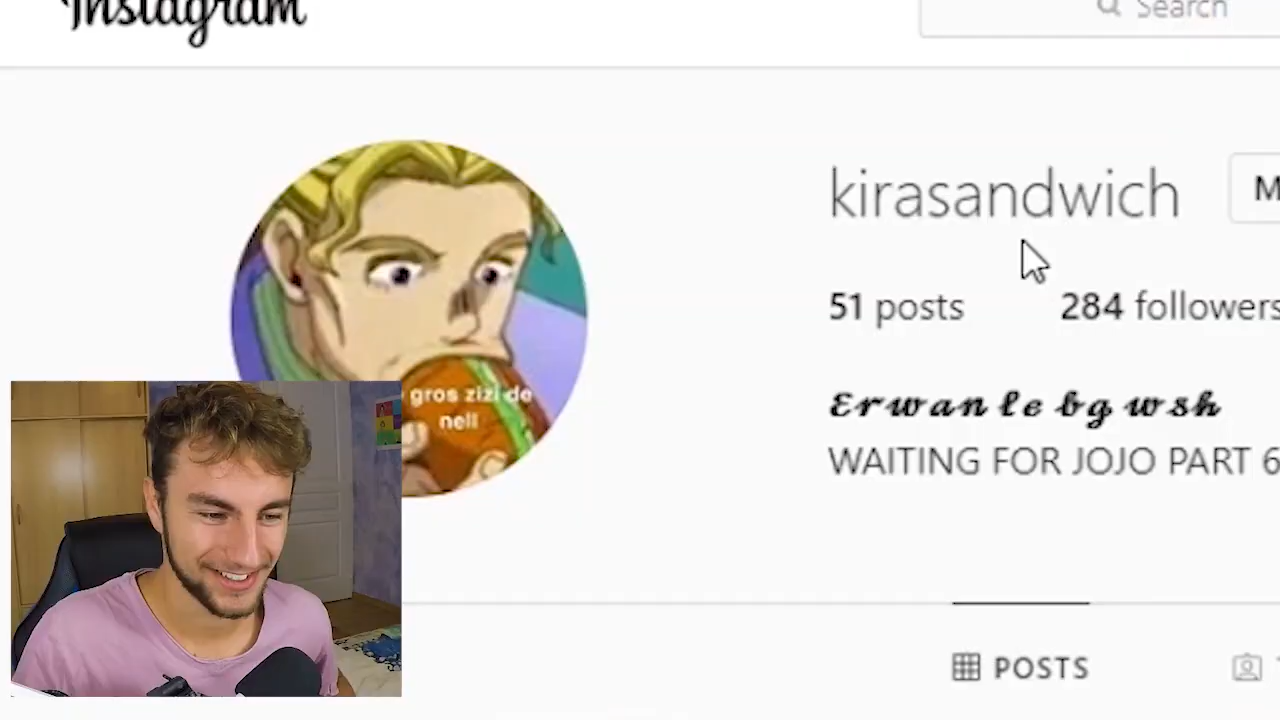 Instagram
Search
kirasandwich
51 posts 284 followers
Erwan le bg wsh
WAITING FOR JOJO PART 6
gros zizi de
nell
POSTS